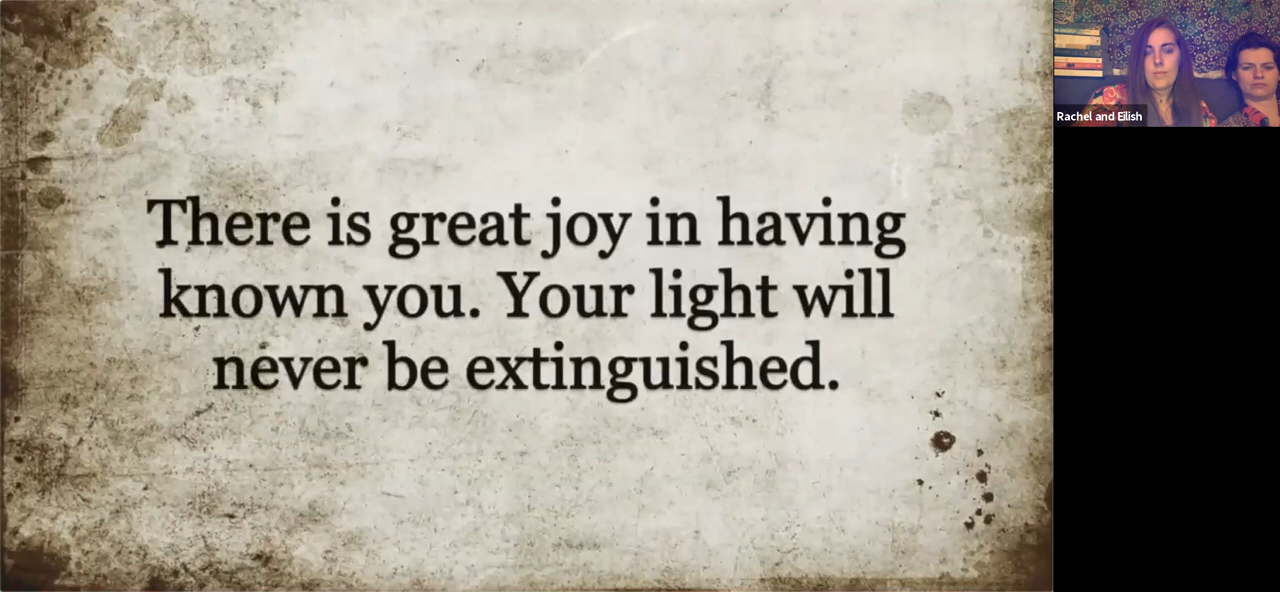 There is great joy in having
known you. Your light will
never be extinguished.
Rachel and Eilish